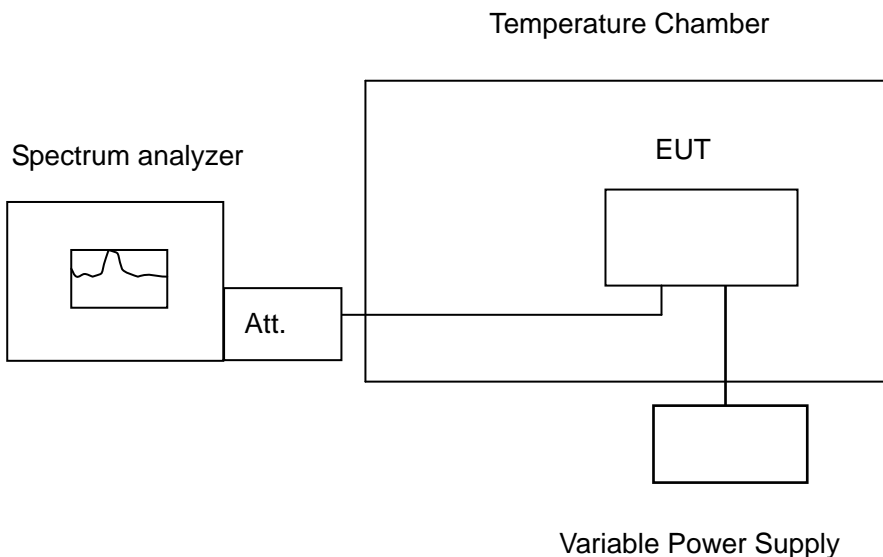 Temperature Chamber
Spectrum analyzer
EUT
Att.
Variable Power Supply